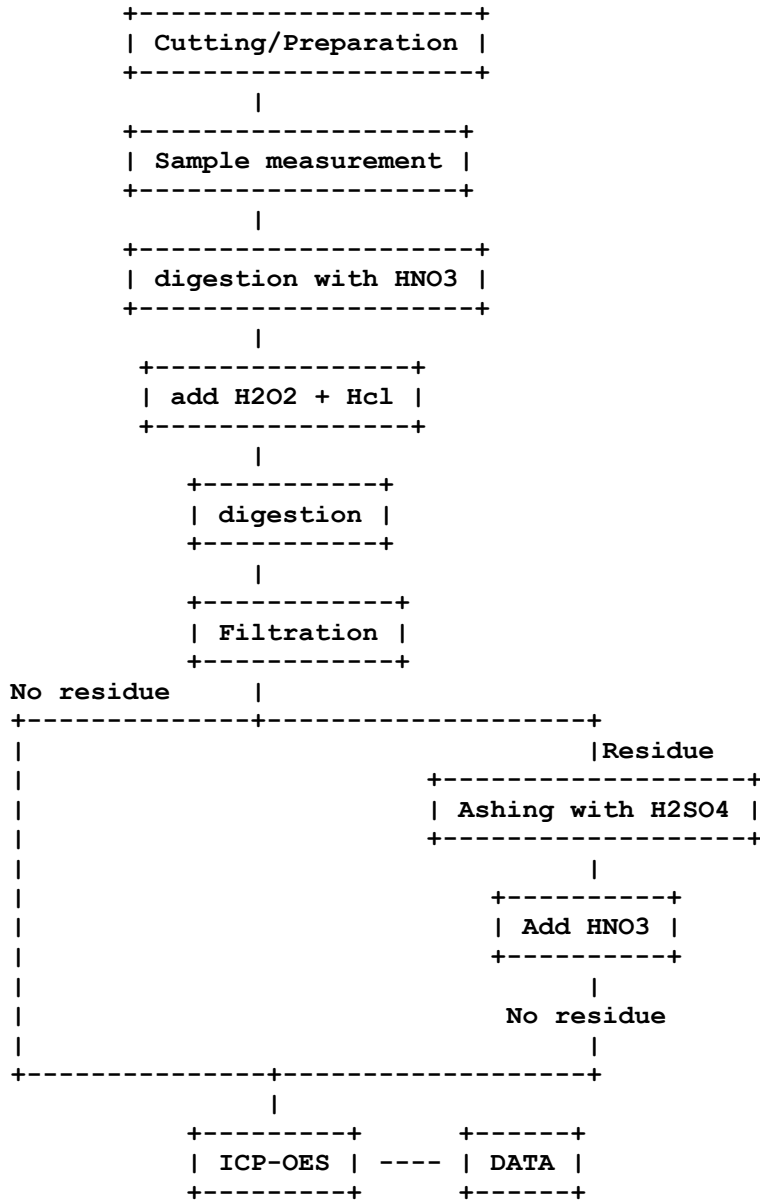 Cutting/Preparation
Sample measurement
digestion with HNO3
add H2O2 + Hcl
digestion
Filtration
No residue
Residue
Ashing with H2SO4
Add HNO3
No residue
ICP-OES ---- DATA